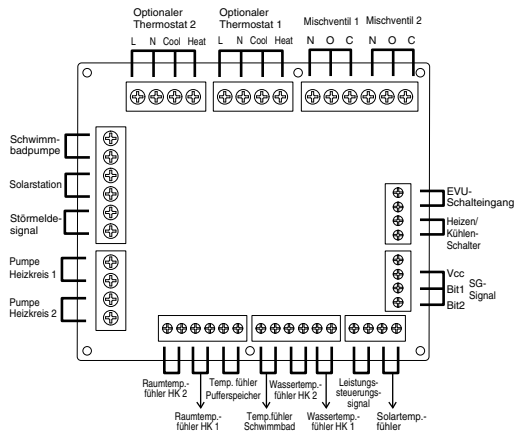 Optionaler
Thermostat 2
Optionaler
Thermostat 1
Mischventil 1
Mischventil 2
L N Cool Heat
L N Cool Heat
N O C
N O C
Schwimm-
badpumpe
Solarstation
Störmelde-
signal
Pumpe
Heizkreis 1
Pumpe
Heizkreis 2
EVU-
Schalteingang
Heizen/
Kühlen-
Schalter
Vcc
Bit1
Bit2
SG-
Signal
Raumtemp.-
fühler HK 2
Temp. fühler
Pufferspeicher
Wassertemp.-
fühler HK 2
Leistungs-
steuerungs-
signal
Raumtemp.-
fühler HK 1
Temp.fühler
Schwimmbad
Wassertemp.-
fühler HK 1
Solartemp.-
fühler